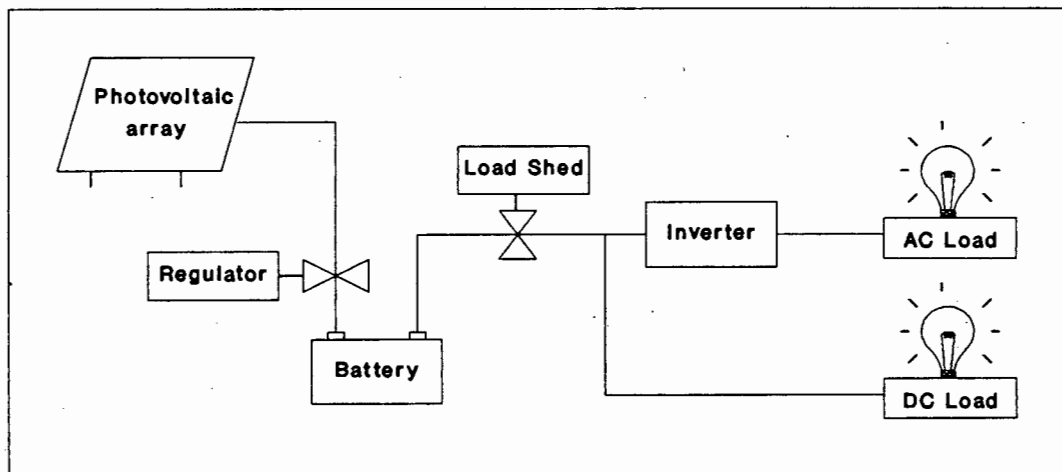 Photovoltaic
array
Load Shed
Inverter
AC Load
Regulator
Battery
DC Load